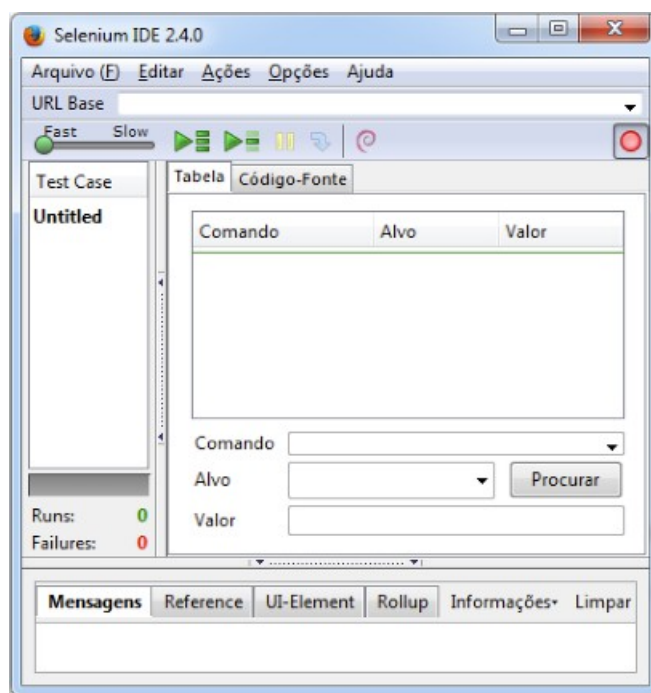 Selenium IDE 2.4.0
Arquivo (F) Editar Ações Opções Ajuda
URL Base
Fast Slow
Test Case
Untitled
Runs: 0
Failures: 0
Tabela Código-Fonte
Comando Alvo Valor
Comando
Alvo Procurar
Valor
Mensagens Reference UI-Element Rollup Informações Limpar